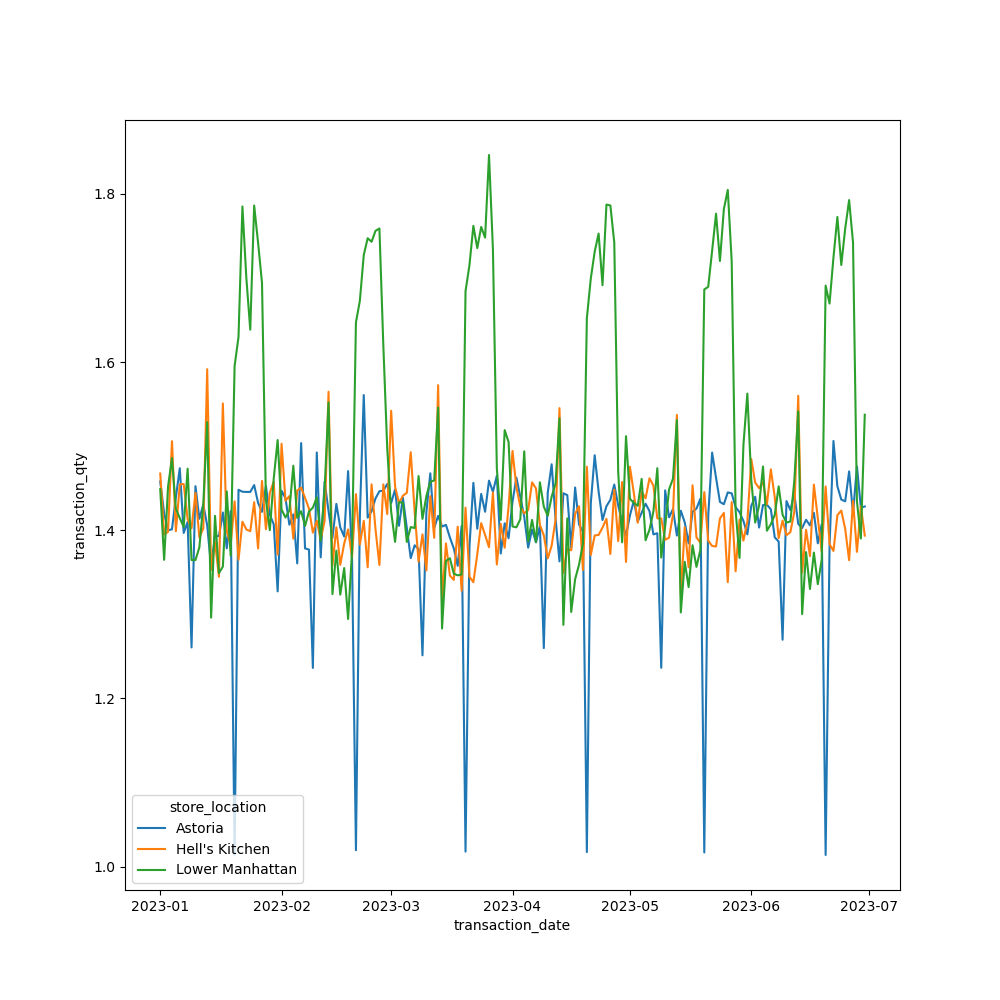 1.8
1.6
1.4
1.2
1.0
transaction_qty
store_location
Astoria
Hell's Kitchen
Lower Manhattan
2023-01 2023-02 2023-03 2023-04 2023-05 2023-06 2023-07
transaction_date